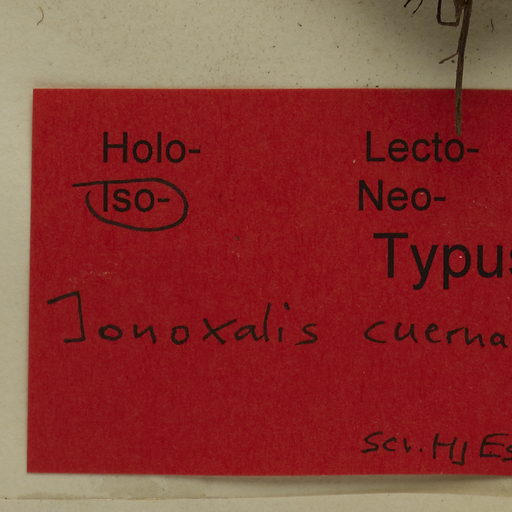 Holo- Lecto-
Iso- Neo-
Typus
Ionoxalis cuerna
scr. HJ Es